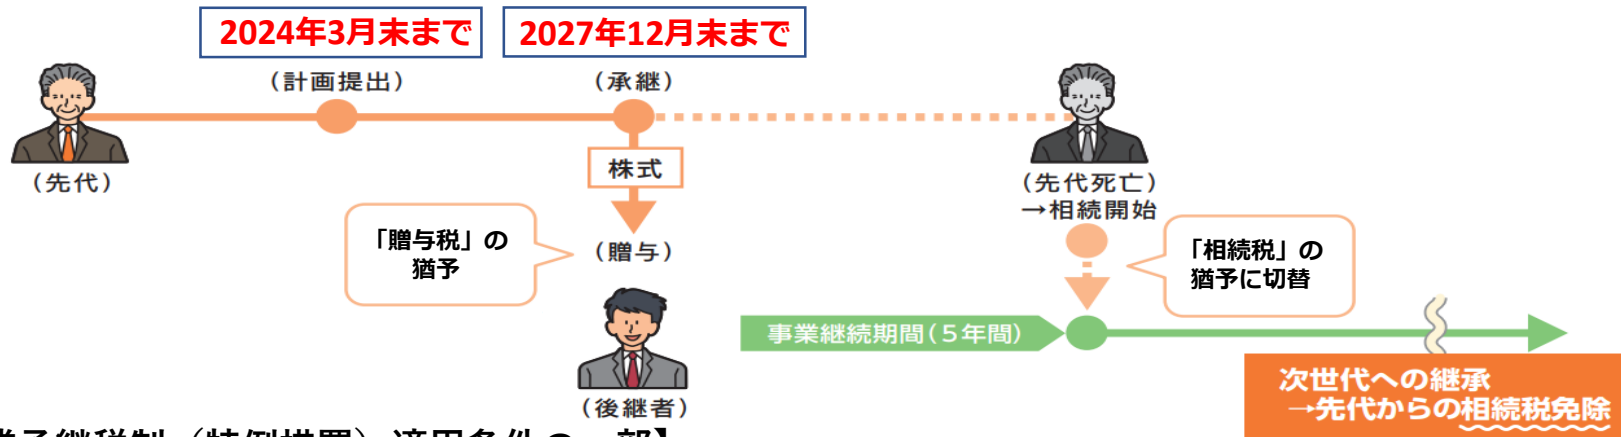 2024年3月末まで
2027年12月末まで
（計画提出）
（承継）
（先代）
株式
（先代死亡）
→相続開始
「贈与税」の
猶予
（贈与）
「相続税」の
猶予に切替
事業継続期間（５年間）
次世代への継承
→先代からの相続税免除
（後継者）